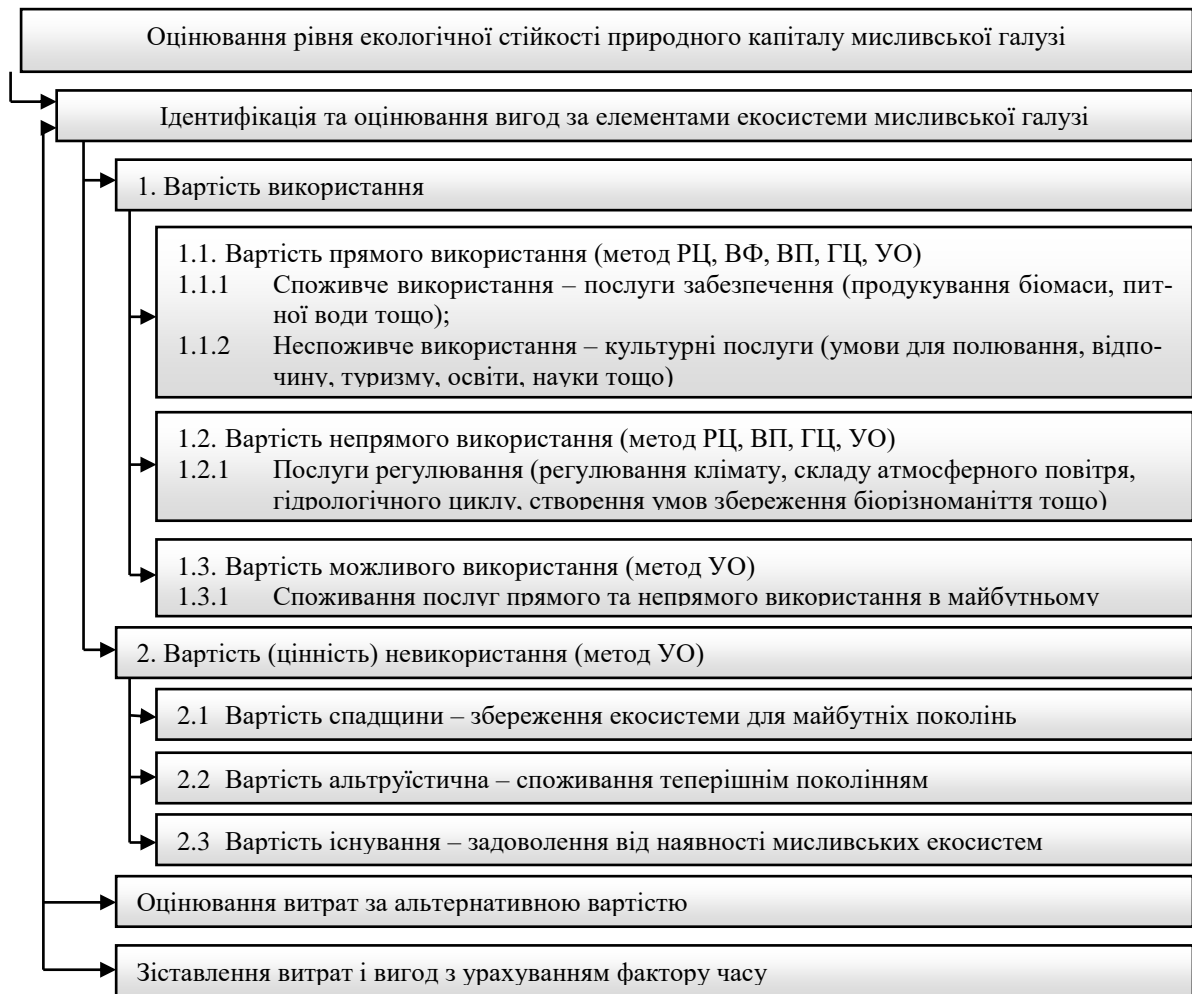 Оцінювання рівня екологічної стійкості природного капіталу мисливської галузі
Ідентифікація та оцінювання вигод за елементами екосистеми мисливської галузі
1. Вартість використання
1.1. Вартість прямого використання (метод РЦ, ВФ, ВП, ГЦ, УО)
1.1.1 Споживче використання – послуги забезпечення (продукування біомаси, пит-
ної води тощо);
1.1.2 Неспоживче використання – культурні послуги (умови для полювання, відпо-
чину, туризму, освіти, науки тощо)
1.2. Вартість непрямого використання (метод РЦ, ВП, ГЦ, УО)
1.2.1 Послуги регулювання (регулювання клімату, складу атмосферного повітря,
гідрологічного циклу, створення умов збереження біорізноманіття тощо)
1.3. Вартість можливого використання (метод УО)
1.3.1 Споживання послуг прямого та непрямого використання в майбутньому
2. Вартість (цінність) невикористання (метод УО)
2.1 Вартість спадщини – збереження екосистеми для майбутніх поколінь
2.2 Вартість альтруїстична – споживання теперішнім поколінням
2.3 Вартість існування – задоволення від наявності мисливських екосистем
Оцінювання витрат за альтернативною вартістю
Зіставлення витрат і вигод з урахуванням фактору часу